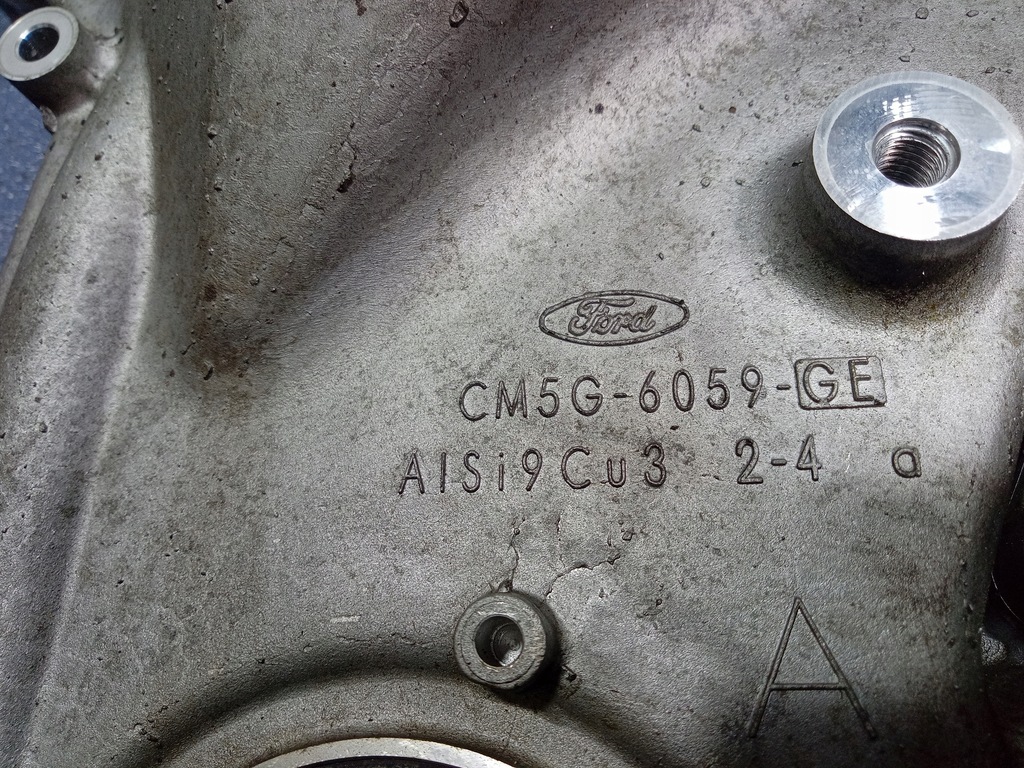 Ford
CM5G-6059-GE
AlSi9Cu3 2-4 a
A